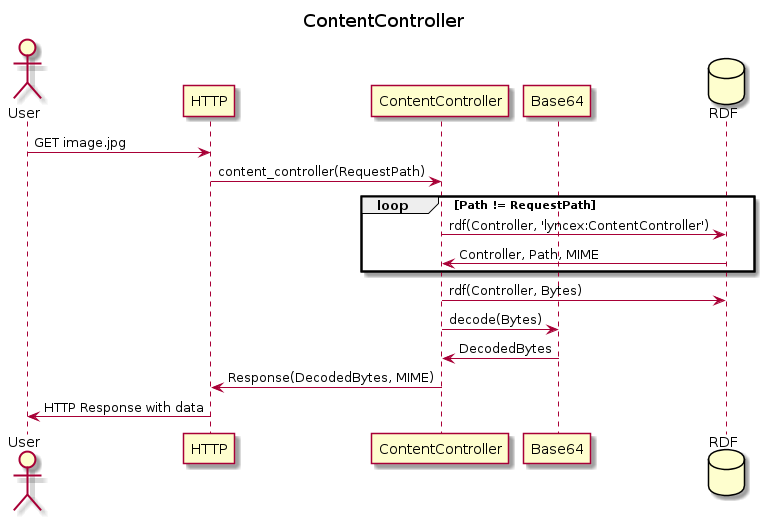 ContentController
User
HTTP
ContentController
Base64
RDF
GET image.jpg
content_controller(RequestPath)
loop
[Path != RequestPath]
rdf(Controller, 'lyncex:ContentController')
Controller, Path, MIME
rdf(Controller, Bytes)
decode(Bytes)
DecodedBytes
Response(DecodedBytes, MIME)
HTTP Response with data
User
HTTP
ContentController
Base64
RDF